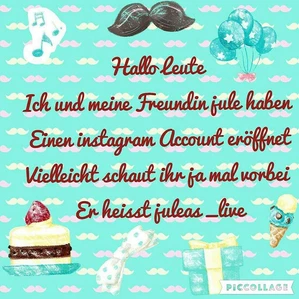 Hallo Leute
Ich und meine Freundin jule haben
Einen instagram Account eröffnet
Vielleicht schaut ihr ja mal vorbei
Er heisst juleas_live
PICCOLLAGE